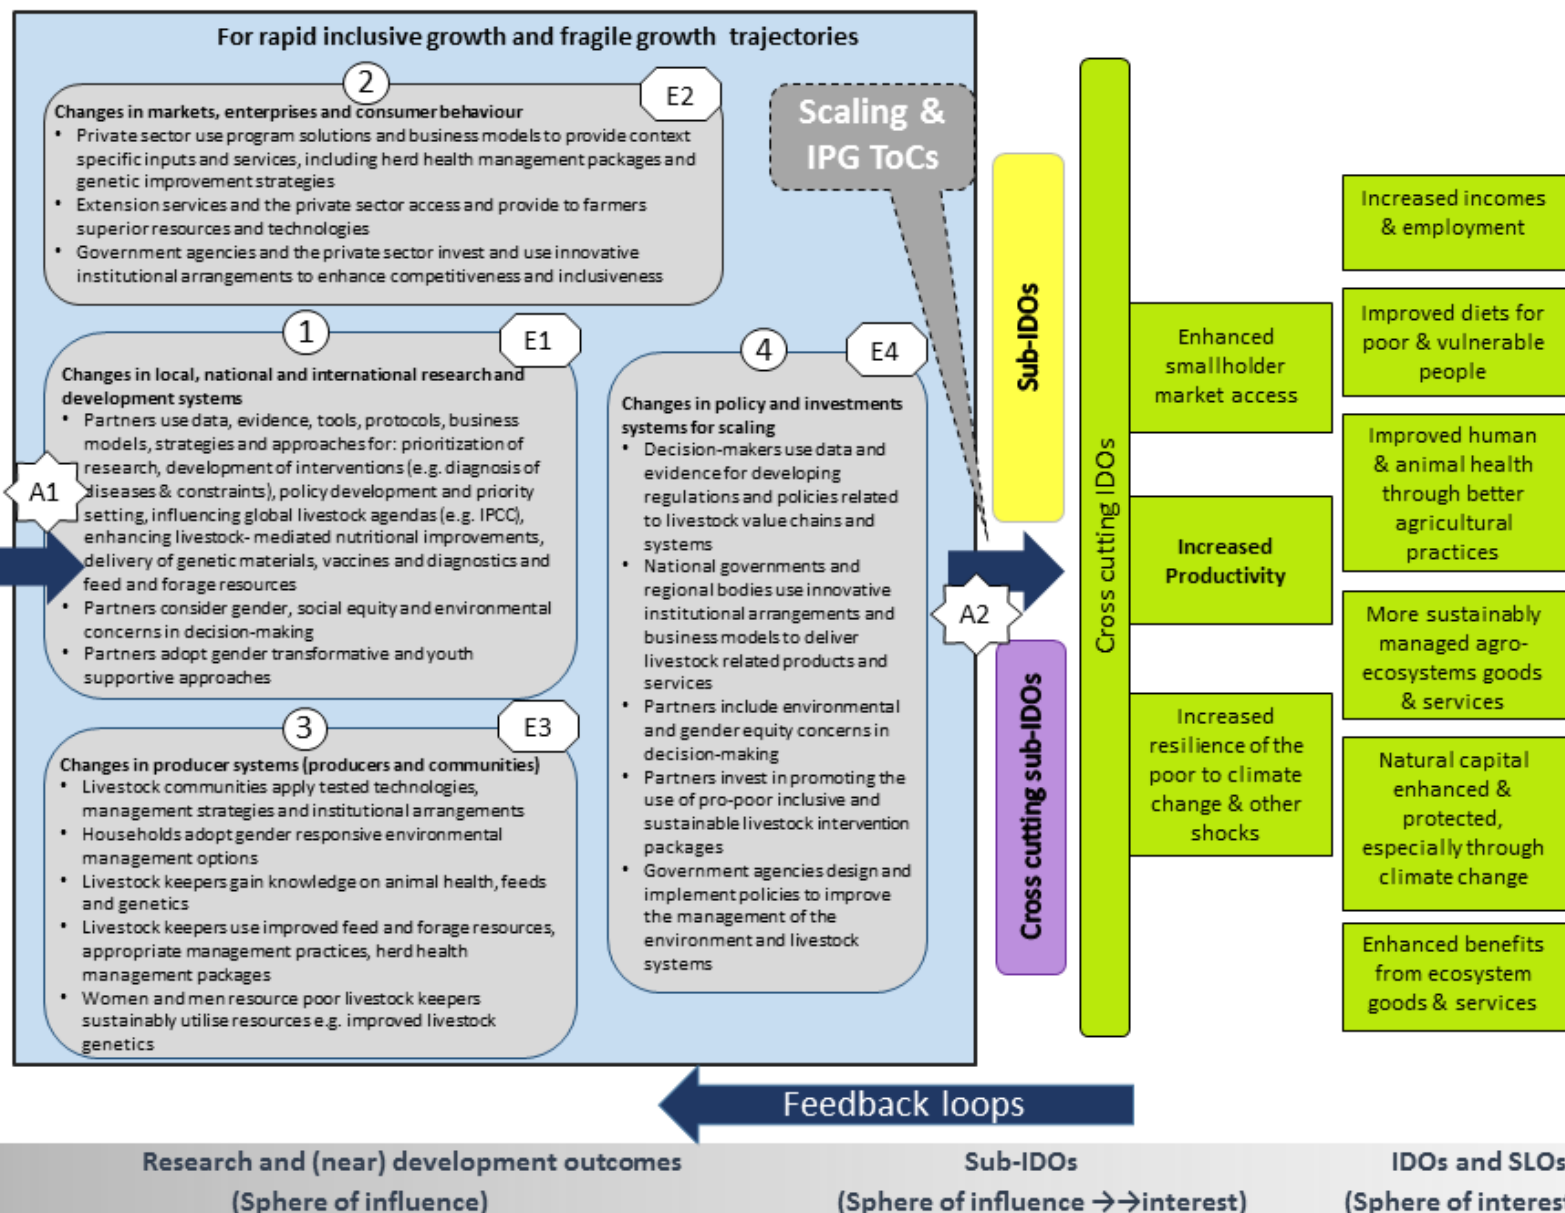 For rapid inclusive growth and fragile growth trajectories
2
E2
Changes in markets, enterprises and consumer behaviour
• Private sector use program solutions and business models to provide context
specific inputs and services, including herd health management packages and
genetic improvement strategies
• Extension services and the private sector access and provide to farmers
superior resources and technologies
• Government agencies and the private sector invest and use innovative
institutional arrangements to enhance competitiveness and inclusiveness
1
E1
Changes in local, national and international research and
development systems
• Partners use data, evidence, tools, protocols, business
models, strategies and approaches for: prioritization of
research, development of interventions (e.g. diagnosis of
diseases & constraints), policy development and priority
setting, influencing global livestock agendas (e.g. IPCC),
enhancing livestock- mediated nutritional improvements,
delivery of genetic materials, vaccines and diagnostics and
feed and forage resources
• Partners consider gender, social equity and environmental
concerns in decision-making
• Partners adopt gender transformative and youth
supportive approaches
A1
3
E3
Changes in producer systems (producers and communities)
• Livestock communities apply tested technologies,
management strategies and institutional arrangements
• Households adopt gender responsive environmental
management options
• Livestock keepers gain knowledge on animal health, feeds
and genetics
• Livestock keepers use improved feed and forage resources,
appropriate management practices, herd health
management packages
• Women and men resource poor livestock keepers
sustainably utilise resources e.g. improved livestock
genetics
4
E4
Changes in policy and investments
systems for scaling
• Decision-makers use data and
evidence for developing
regulations and policies related
to livestock value chains and
systems
• National governments and
regional bodies use innovative
institutional arrangements and
business models to deliver
livestock related products and
services
• Partners include environmental
and gender equity concerns in
decision-making
• Partners invest in promoting the
use of pro-poor inclusive and
sustainable livestock intervention
packages
• Government agencies design and
implement policies to improve
the management of the
environment and livestock
systems
Scaling &
IPG ToCs
A2
Sub-IDOs
Cross cutting sub-IDOs
Cross cutting IDOs
Enhanced
smallholder
market access
Increased
Productivity
Increased
resilience of the
poor to climate
change & other
shocks
Increased incomes
& employment
Improved diets for
poor & vulnerable
people
Improved human
& animal health
through better
agricultural
practices
More sustainably
managed agro-
ecosystems goods
& services
Natural capital
enhanced &
protected,
especially through
climate change
Enhanced benefits
from ecosystem
goods & services
Feedback loops
Research and (near) development outcomes
(Sphere of influence)
Sub-IDOs
(Sphere of influence →→interest)
IDOs and SLOs
(Sphere of interest